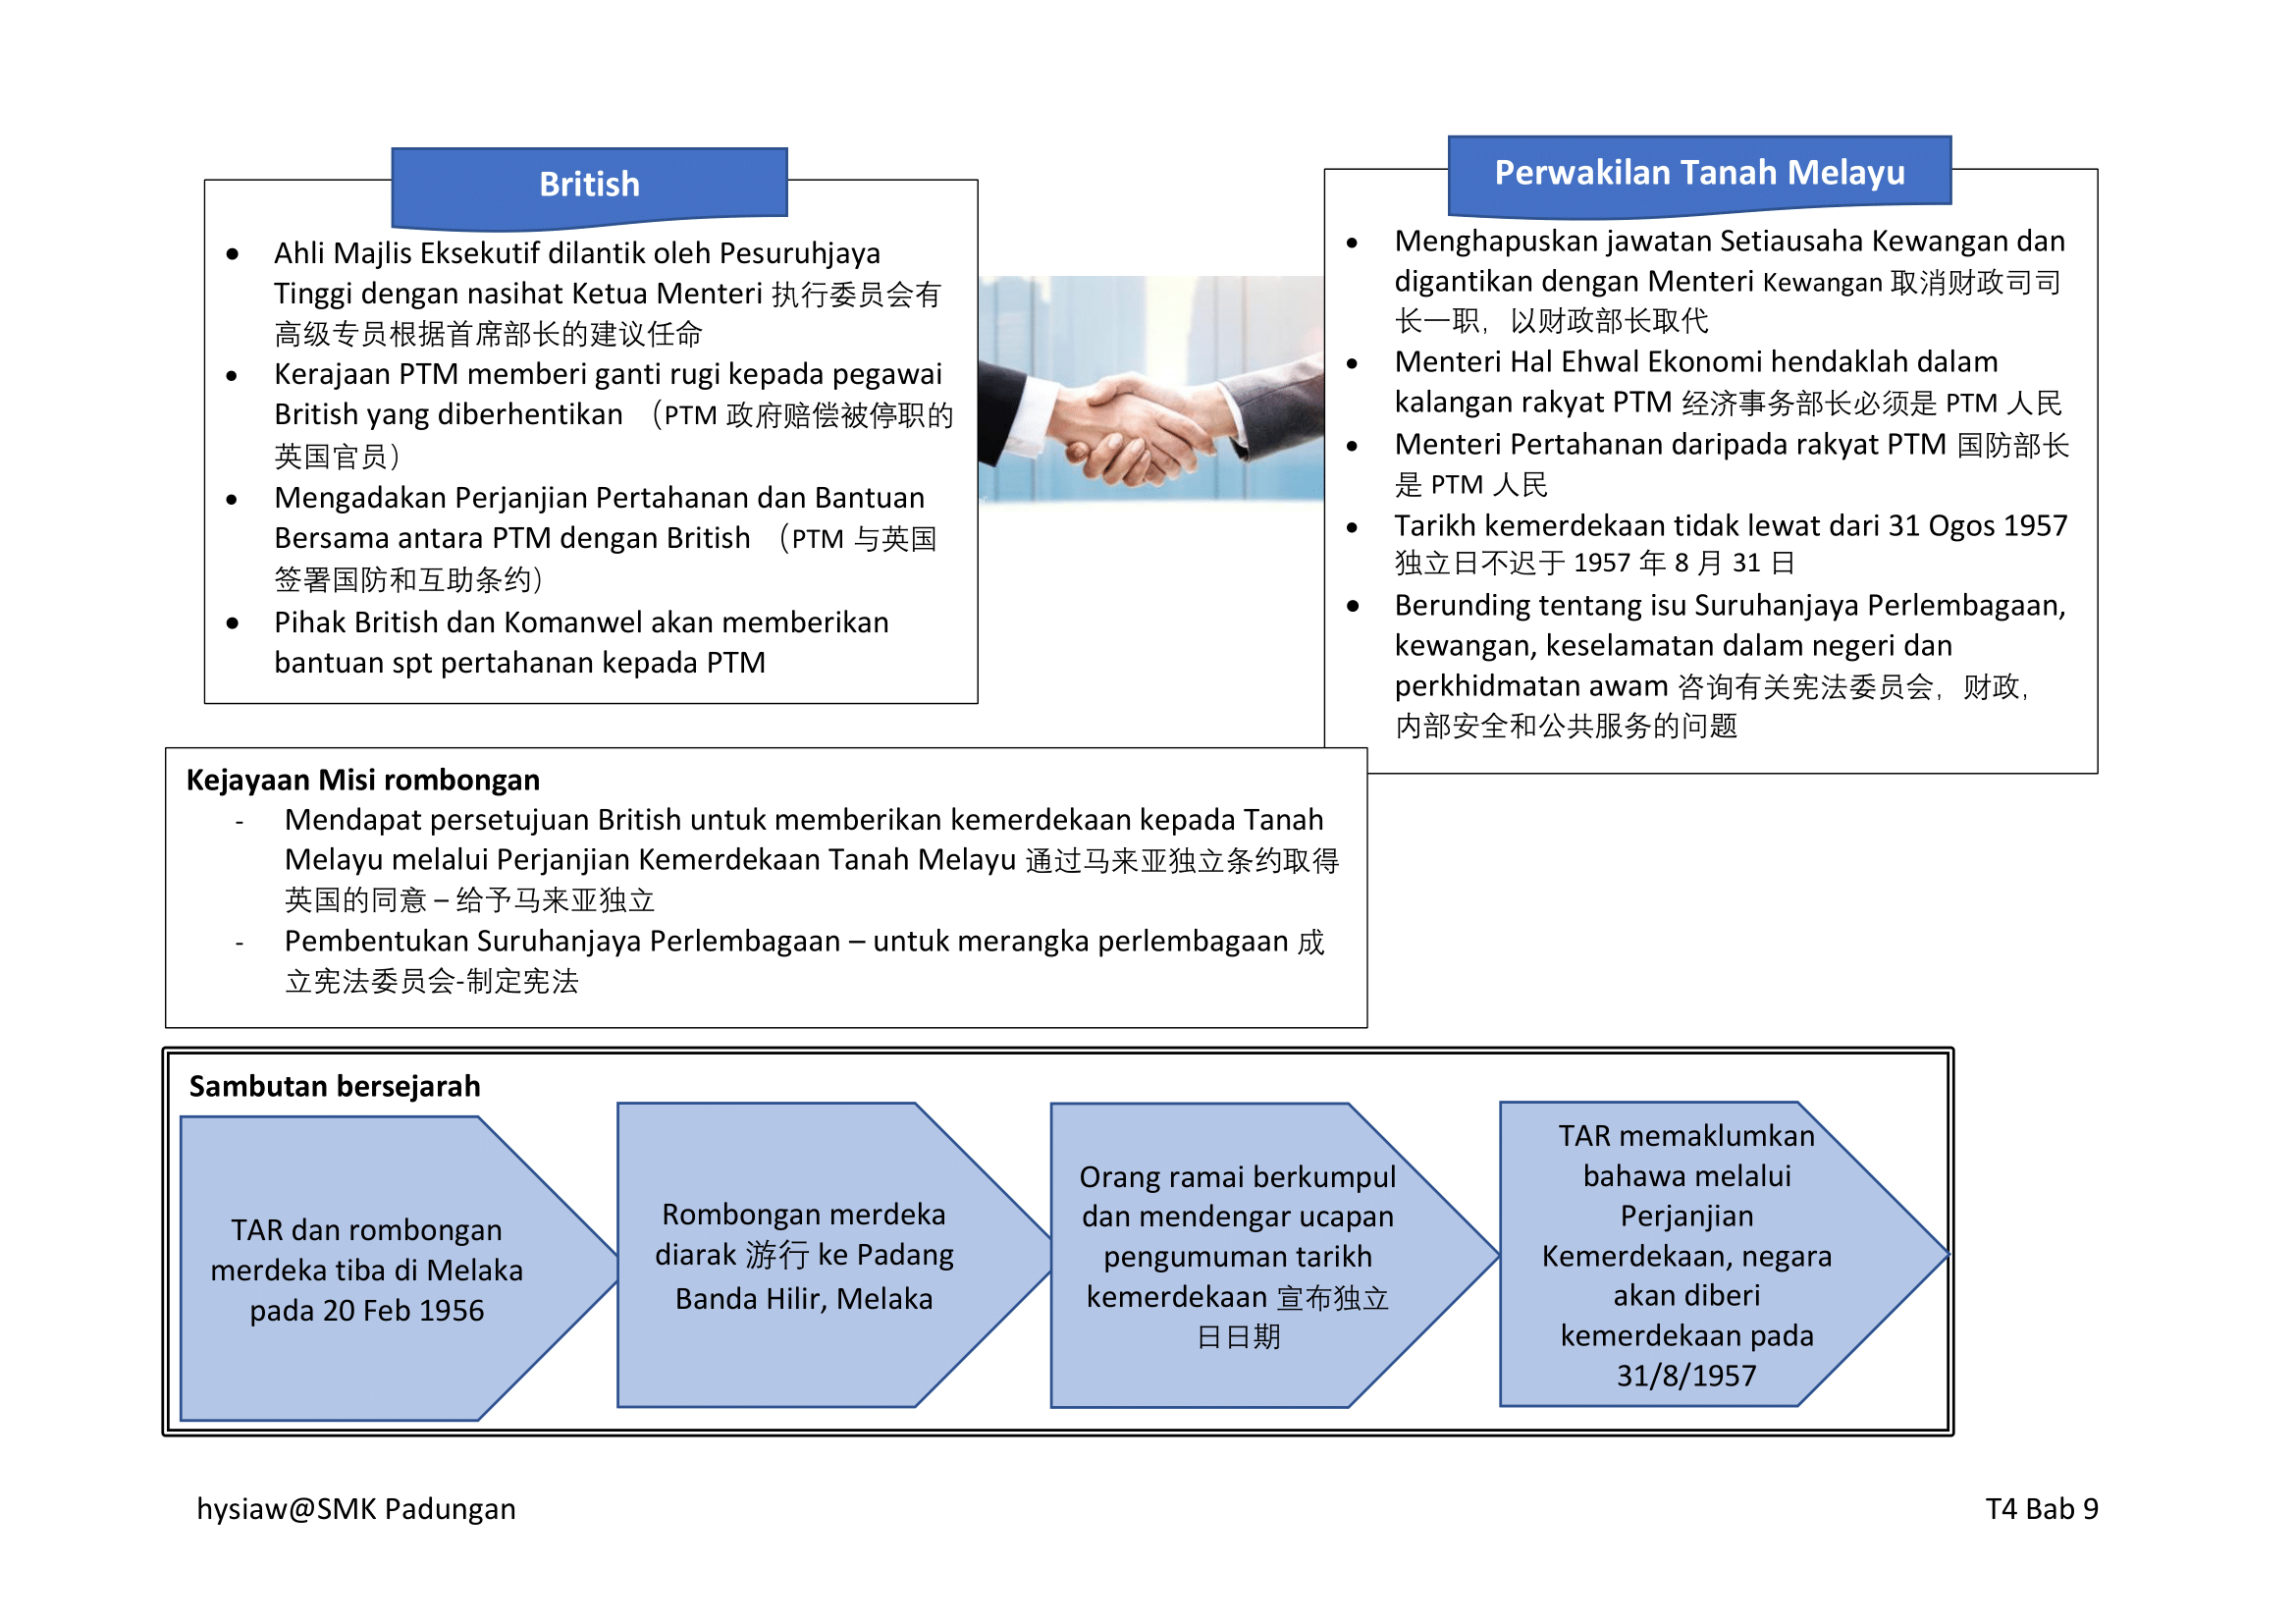 British
Ahli Majlis Eksekutif dilantik oleh Pesuruhjaya
Tinggi dengan nasihat Ketua Menteri 执行委员会有
高级专员根据首席部长的建议任命
Kerajaan PTM memberi ganti rugi kepada pegawai
British yang diberhentikan （PTM 政府赔偿被停职的
英国官员）
Mengadakan Perjanjian Pertahanan dan Bantuan
Bersama antara PTM dengan British （PTM 与英国
签署国防和互助条约）
Pihak British dan Komanwel akan memberikan
bantuan spt pertahanan kepada PTM
Perwakilan Tanah Melayu
Menghapuskan jawatan Setiausaha Kewangan dan
digantikan dengan Menteri Kewangan 取消财政司司
长一职，以财政部长取代
Menteri Hal Ehwal Ekonomi hendaklah dalam
kalangan rakyat PTM 经济事务部长必须是 PTM 人民
Menteri Pertahanan daripada rakyat PTM 国防部长
是 PTM 人民
Tarikh kemerdekaan tidak lewat dari 31 Ogos 1957
独立日不迟于 1957 年 8 月 31 日
Berunding tentang isu Suruhanjaya Perlembagaan,
kewangan, keselamatan dalam negeri dan
perkhidmatan awam 咨询有关宪法委员会，财政，
内部安全和公共服务的问题
Kejayaan Misi rombongan
- Mendapat persetujuan British untuk memberikan kemerdekaan kepada Tanah
Melayu melalui Perjanjian Kemerdekaan Tanah Melayu 通过马来亚独立条约取得
英国的同意 – 给予马来亚独立
- Pembentukan Suruhanjaya Perlembagaan – untuk merangka perlembagaan 成
立宪法委员会-制定宪法
Sambutan bersejarah
TAR dan rombongan
merdeka tiba di Melaka
pada 20 Feb 1956
Rombongan merdeka
diarak 游行 ke Padang
Banda Hilir, Melaka
Orang ramai berkumpul
dan mendengar ucapan
pengumuman tarikh
kemerdekaan 宣布独立
日日期
TAR memaklumkan
bahawa melalui
Perjanjian
Kemerdekaan, negara
akan diberi
kemerdekaan pada
31/8/1957
hysiaw@SMK Padungan
T4 Bab 9